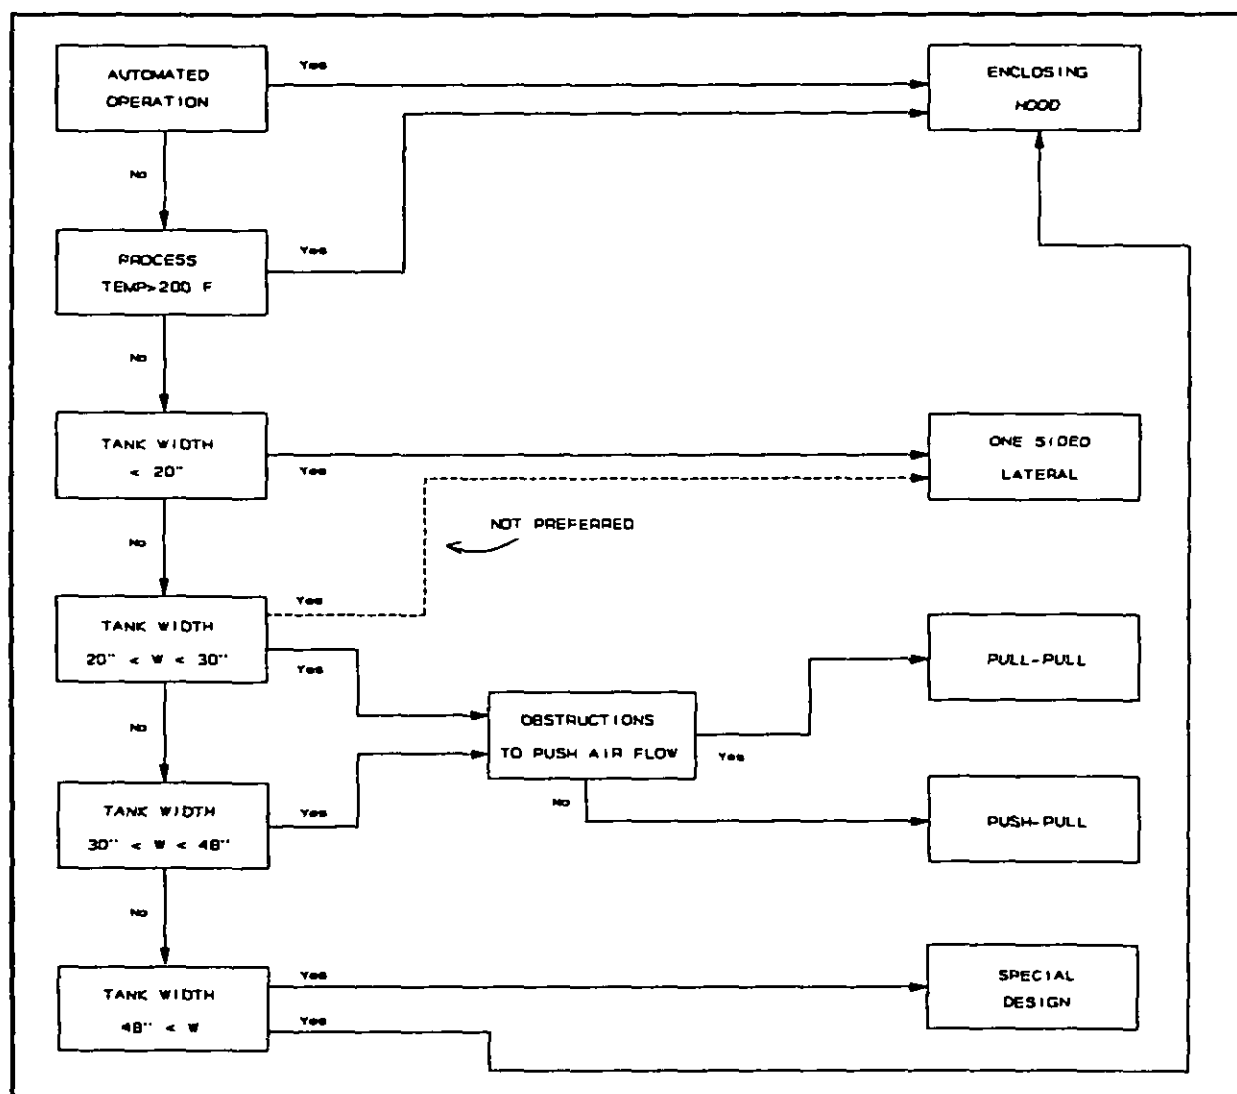 AUTOMATED
OPERATION
Yes
ENCLOSING
HOOD
No
PROCESS
TEMP>200 F
Yes
No
TANK WIDTH
< 20"
Yes
ONE SIDED
LATERAL
NOT PREFERRED
No
TANK WIDTH
20" < W < 30"
Yes
Yes
PULL-PULL
OBSTRUCTIONS
TO PUSH AIR FLOW
Yes
No
No
TANK WIDTH
30" < W < 48"
Yes
PUSH-PULL
No
TANK WIDTH
48" < W
Yes
Yes
SPECIAL
DESIGN